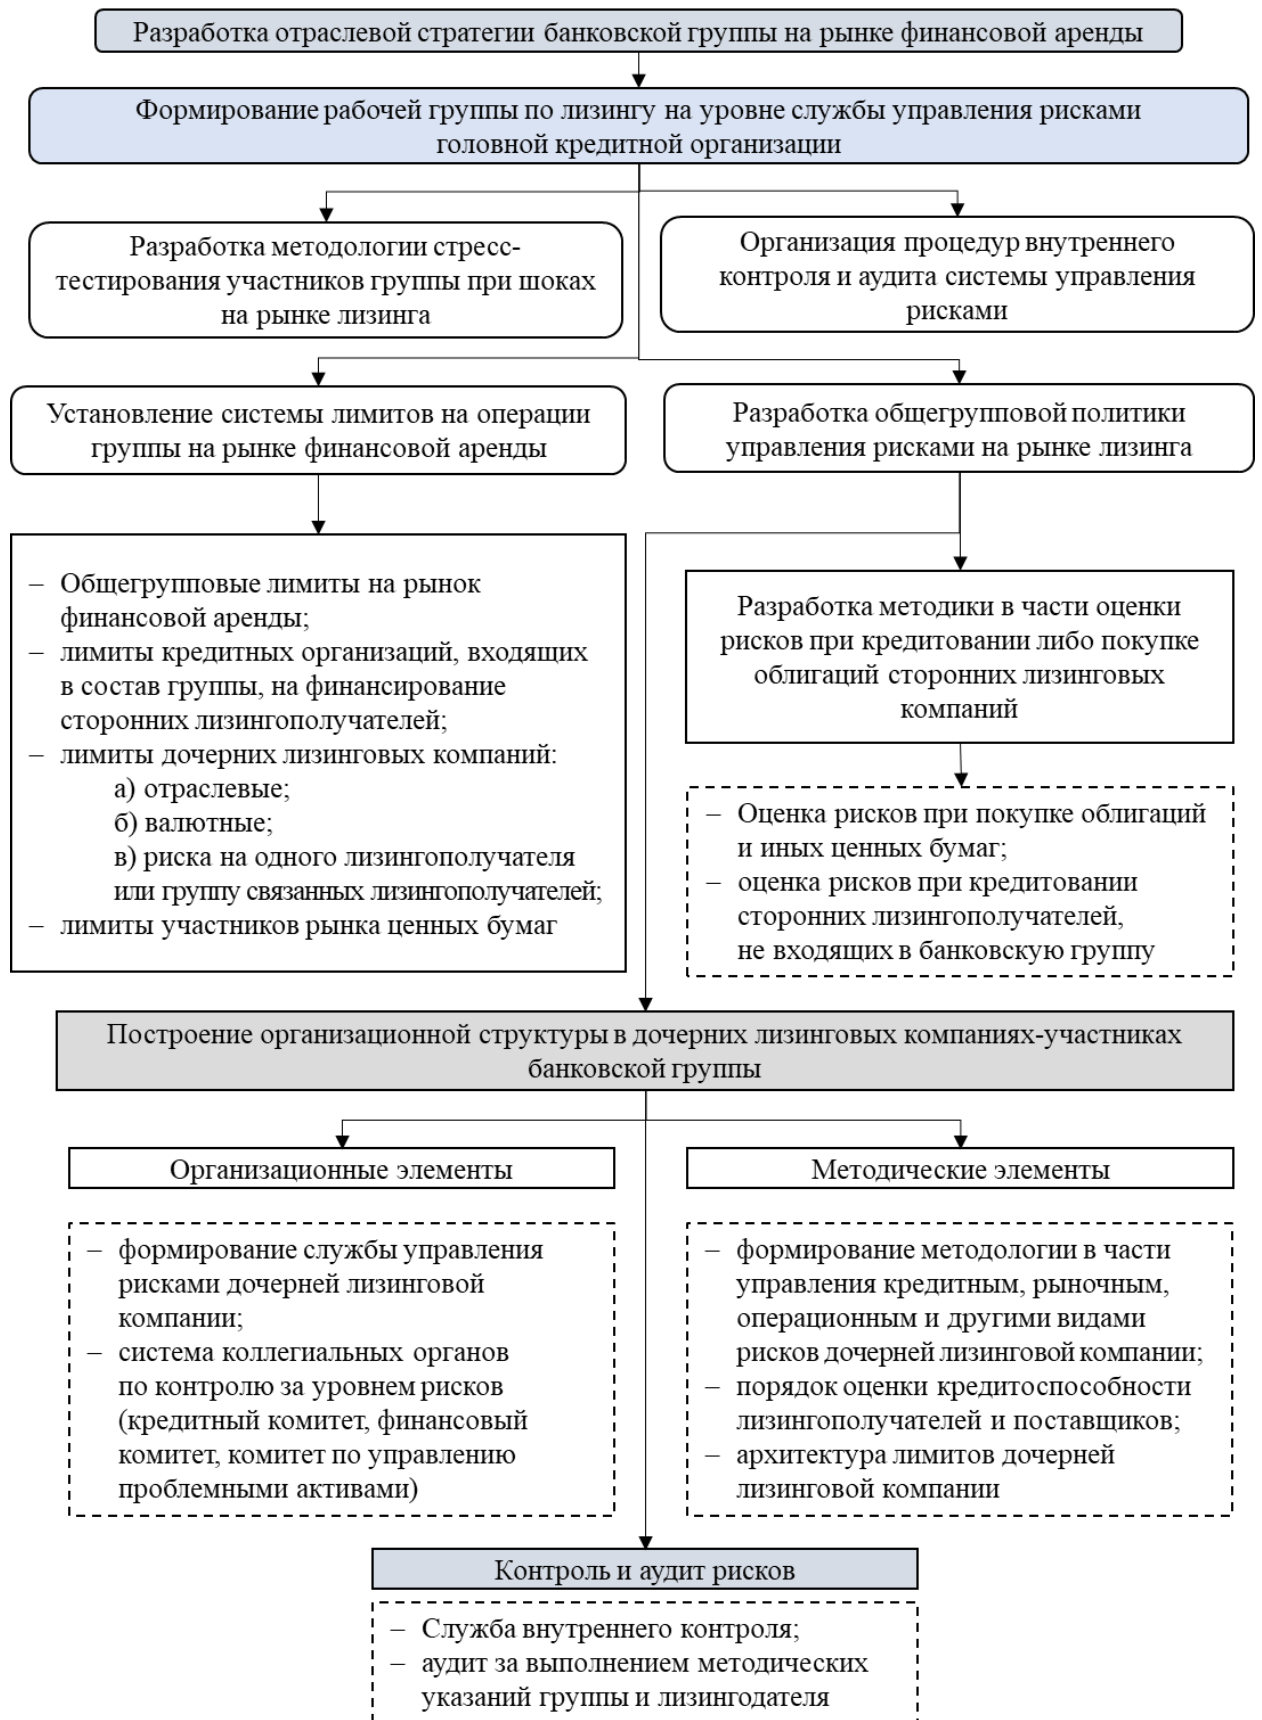 Разработка отраслевой стратегии банковской группы на рынке финансовой аренды
Формирование рабочей группы по лизингу на уровне службы управления рисками
головной кредитной организации
Разработка методологии стресс-
тестирования участников группы при шоках
на рынке лизинга
Организация процедур внутреннего
контроля и аудита системы управления
рисками
Установление системы лимитов на операции
группы на рынке финансовой аренды
Разработка общегрупповой политики
управления рисками на рынке лизинга
– Общегрупповые лимиты на рынок
финансовой аренды;
– лимиты кредитных организаций, входящих
в состав группы, на финансирование
сторонних лизингополучателей;
– лимиты дочерних лизинговых компаний:
а) отраслевые;
б) валютные;
в) риска на одного лизингополучателя
или группу связанных лизингополучателей;
– лимиты участников рынка ценных бумаг
Разработка методики в части оценки
рисков при кредитовании либо покупке
облигаций сторонних лизинговых
компаний
– Оценка рисков при покупке облигаций
и иных ценных бумаг;
– оценка рисков при кредитовании
сторонних лизингополучателей,
не входящих в банковскую группу
Построение организационной структуры в дочерних лизинговых компаниях-участниках
банковской группы
Организационные элементы
– формирование службы управления
рисками дочерней лизинговой
компании;
– система коллегиальных органов
по контролю за уровнем рисков
(кредитный комитет, финансовый
комитет, комитет по управлению
проблемными активами)
Методические элементы
– формирование методологии в части
управления кредитным, рыночным,
операционным и другими видами
рисков дочерней лизинговой компании;
– порядок оценки кредитоспособности
лизингополучателей и поставщиков;
– архитектура лимитов дочерней
лизинговой компании
Контроль и аудит рисков
– Служба внутреннего контроля;
– аудит за выполнением методических
указаний группы и лизингодателя